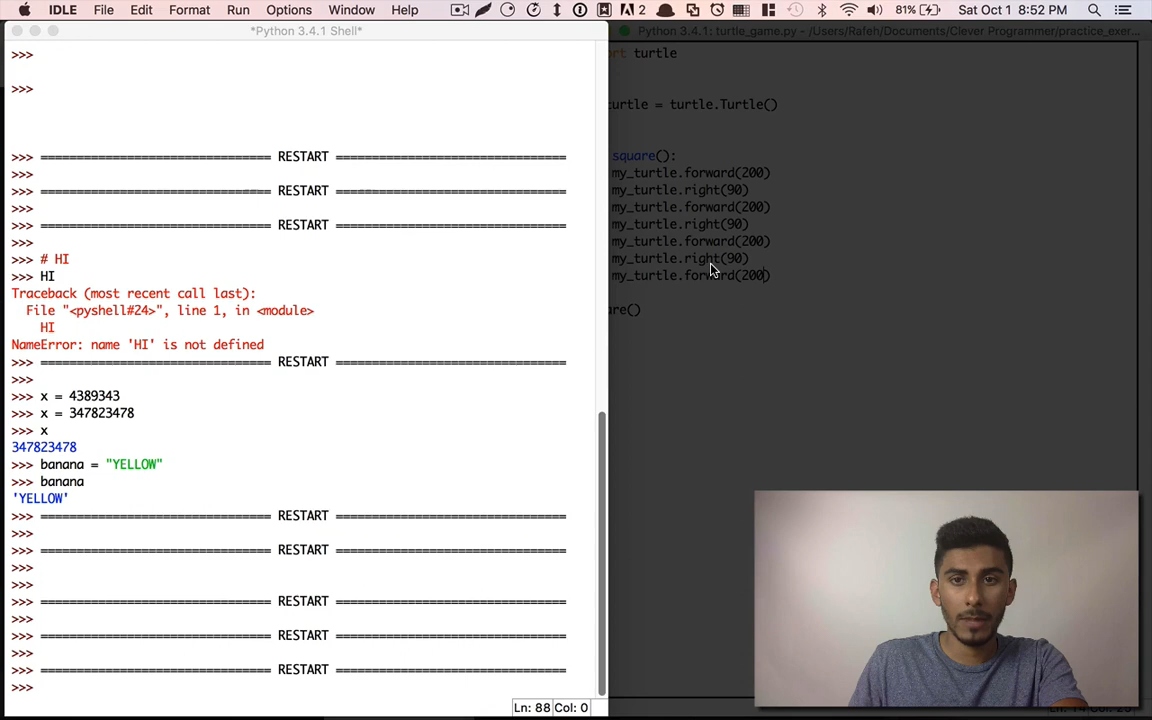 IDLE File Edit Format Run Options Window Help 2 81% Sat Oct 1 8:52 PM
*Python 3.4.1 Shell*
>>>
>>>
>>> ================================ RESTART ================================
>>>
>>> ================================ RESTART ================================
>>>
>>> ================================ RESTART ================================
>>>
>>> # HI
>>> HI
Traceback (most recent call last):
File "<pyshell#24>", line 1, in <module>
HI
NameError: name 'HI' is not defined
>>> ================================ RESTART ================================
>>>
>>> x = 4389343
>>> x = 347823478
>>> x
347823478
>>> banana = "YELLOW"
>>> banana
'YELLOW'
>>> ================================ RESTART ================================
>>>
>>> ================================ RESTART ================================
>>>
>>>
>>> ================================ RESTART ================================
>>>
>>> ================================ RESTART ================================
>>>
>>> ================================ RESTART ================================
>>>
Ln: 88 Col: 0
Python 3.4.1: turtle_game.py - /Users/Rafeh/Documents/Clever Programmer/practice_exer...
ort turtle
turtle = turtle.Turtle()
square():
my_turtle.forward(200)
my_turtle.right(90)
my_turtle.forward(200)
my_turtle.right(90)
my_turtle.forward(200)
my_turtle.right(90)
my_turtle.forward(200)
are()